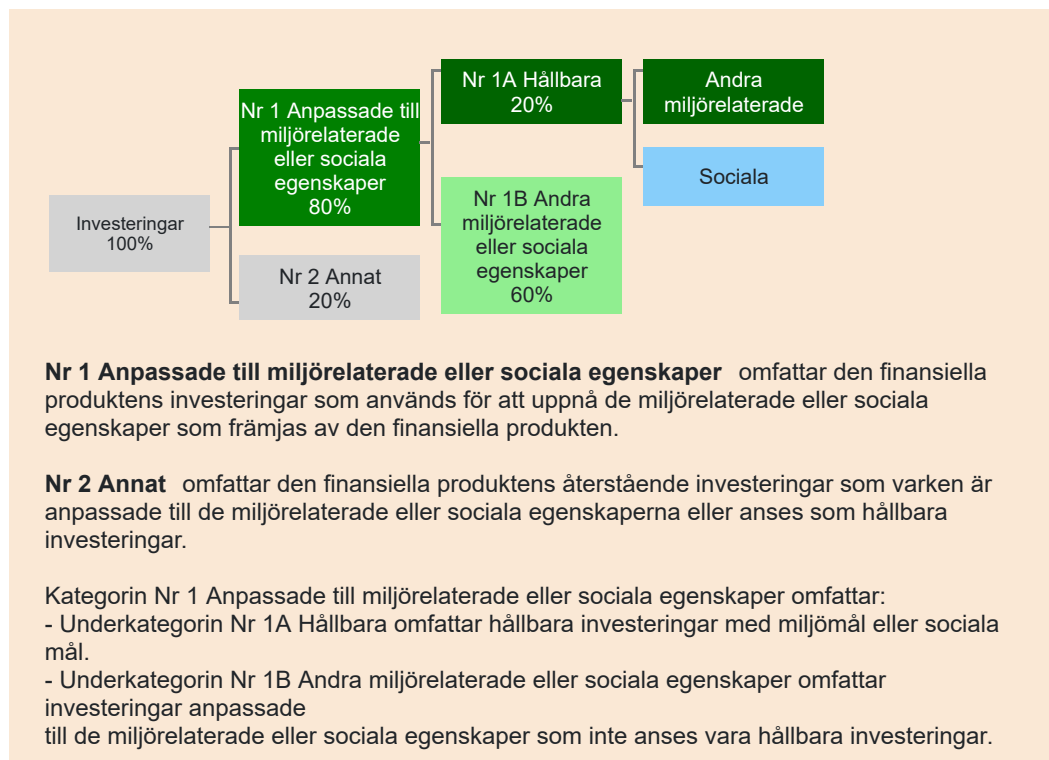 Investeringar
100%
Nr 1 Anpassade till
miljörelaterade
eller sociala
egenskaper
80%
Nr 2 Annat
20%
Nr 1A Hållbara
20%
Nr 1B Andra
miljörelaterade
eller sociala
egenskaper
60%
Andra
miljörelaterade
Sociala
Nr 1 Anpassade till miljörelaterade eller sociala egenskaper omfattar den finansiella
produktens investeringar som används för att uppnå de miljörelaterade eller sociala
egenskaper som främjas av den finansiella produkten.
Nr 2 Annat omfattar den finansiella produktens återstående investeringar som varken är
anpassade till de miljörelaterade eller sociala egenskaperna eller anses som hållbara
investeringar.
Kategorin Nr 1 Anpassade till miljörelaterade eller sociala egenskaper omfattar:
- Underkategorin Nr 1A Hållbara omfattar hållbara investeringar med miljömål eller sociala
mål.
- Underkategorin Nr 1B Andra miljörelaterade eller sociala egenskaper omfattar
investeringar anpassade
till de miljörelaterade eller sociala egenskaper som inte anses vara hållbara investeringar.